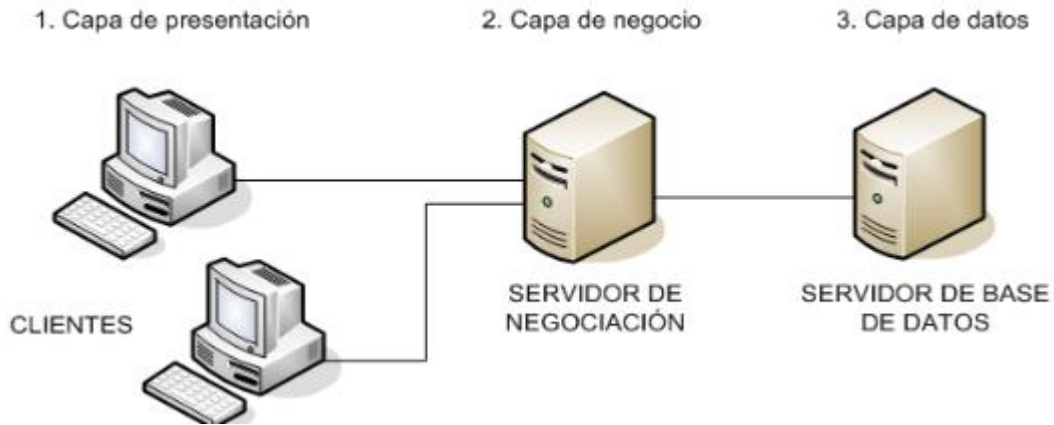 1. Capa de presentación
2. Capa de negocio
3. Capa de datos
CLIENTES
SERVIDOR DE
NEGOCIACIÓN
SERVIDOR DE BASE
DE DATOS